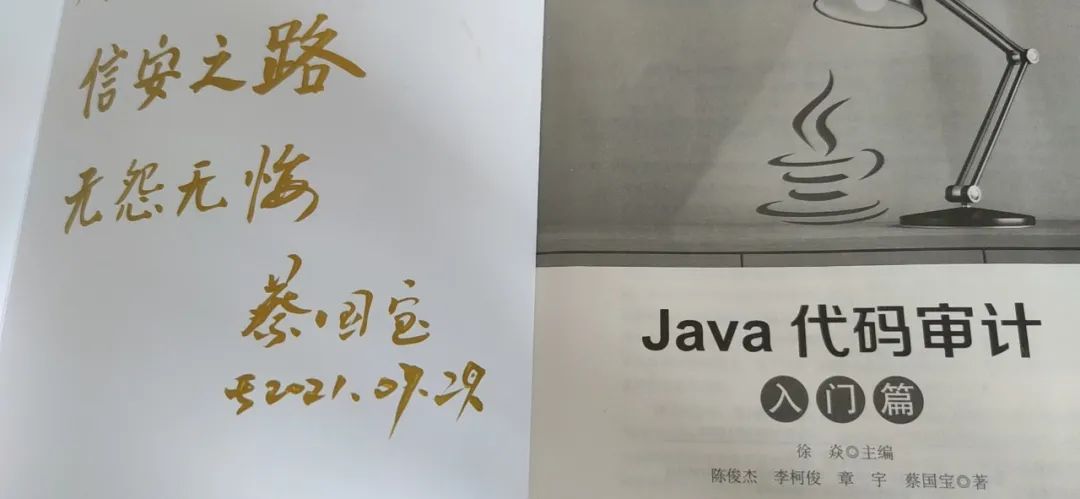 信安之路
无怨无悔
蔡国宝
于2021.07.29
Java 代码审计
入门篇
徐 焱◎主编
陈俊杰 李柯俊 章 宇 蔡国宝◎著